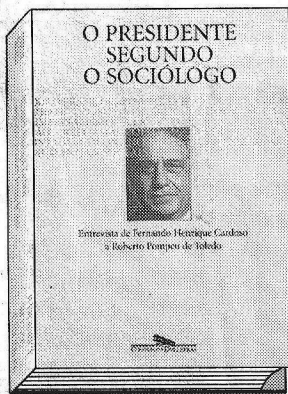 O PRESIDENTE
SEGUNDO
O SOCIÓLOGO
Entrevista de Fernando Henrique Cardoso
a Roberto Pompeu de Toledo